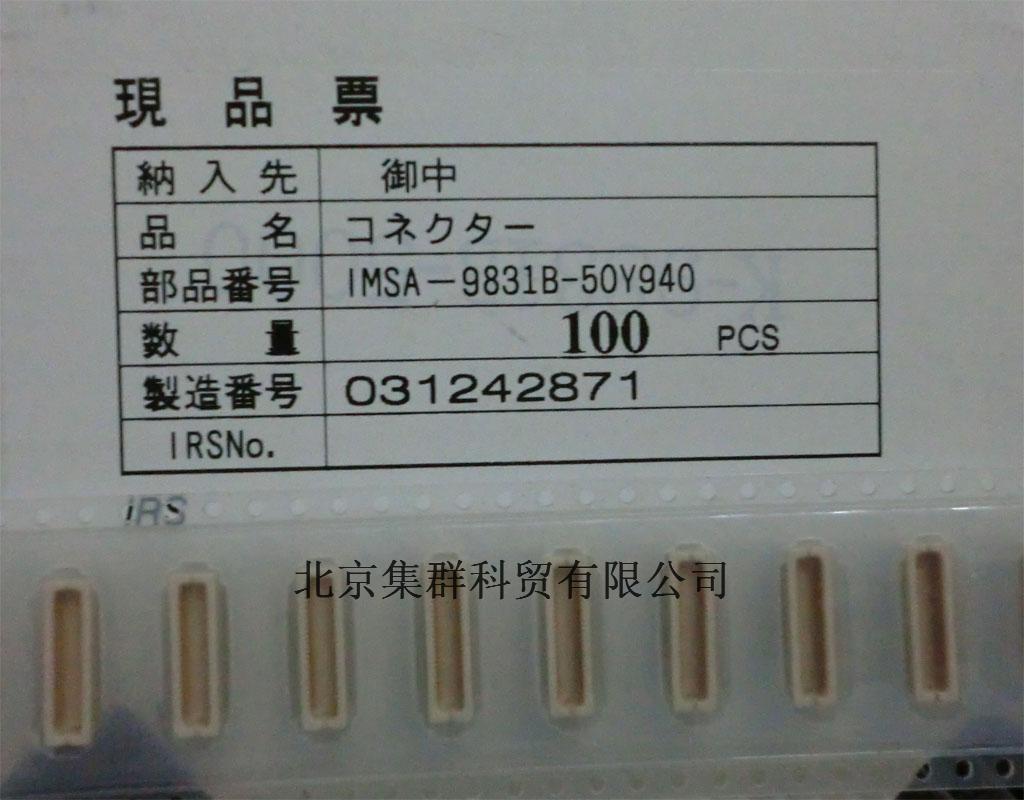 現品票
納入先 御中
品名 コネクター
部品番号 IMSA-9831B-50Y940
数量 100 PCS
製造番号 031242871
IRSNo.
IRS
北京集群科贸有限公司